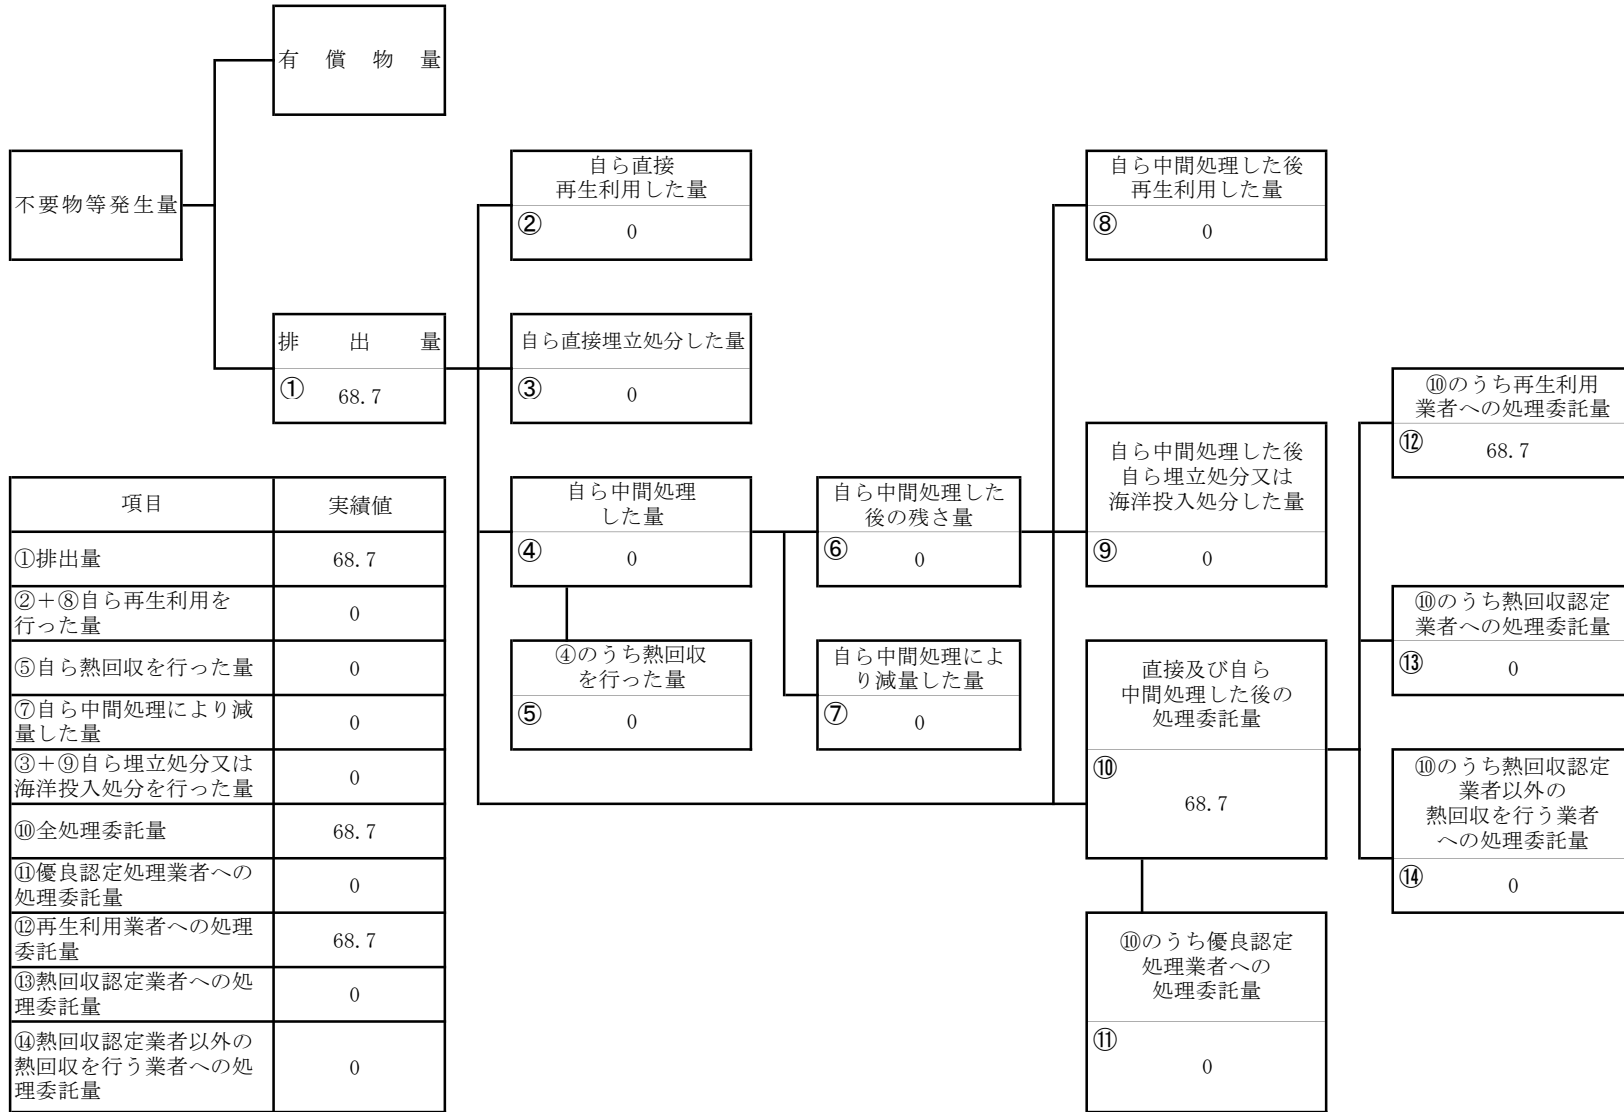 有償物量
不要物等発生量
排出量
① 68.7
自ら直接
再生利用した量
② 0
自ら直接埋立処分した量
③ 0
自ら中間処理
した量
④ 0
④のうち熱回収
を行った量
⑤ 0
自ら中間処理した
後の残さ量
⑥ 0
自ら中間処理によ
り減量した量
⑦ 0
自ら中間処理した後
再生利用した量
⑧ 0
自ら中間処理した後
自ら埋立処分又は
海洋投入処分した量
⑨ 0
直接及び自ら
中間処理した後の
処理委託量
⑩
68.7
⑩のうち優良認定
処理業者への
処理委託量
⑪
0
⑩のうち再生利用
業者への処理委託量
⑫ 68.7
⑩のうち熱回収認定
業者への処理委託量
⑬ 0
⑩のうち熱回収認定
業者以外の
熱回収を行う業者
への処理委託量
⑭ 0
項目 実績値
①排出量 68.7
②+⑧自ら再生利用を
行った量 0
⑤自ら熱回収を行った量 0
⑦自ら中間処理により減
量した量 0
③+⑨自ら埋立処分又は
海洋投入処分を行った量 0
⑩全処理委託量 68.7
⑪優良認定処理業者への
処理委託量 0
⑫再生利用業者への処理
委託量 68.7
⑬熱回収認定業者への処
理委託量 0
⑭熱回収認定業者以外の
熱回収を行う業者への処
理委託量 0